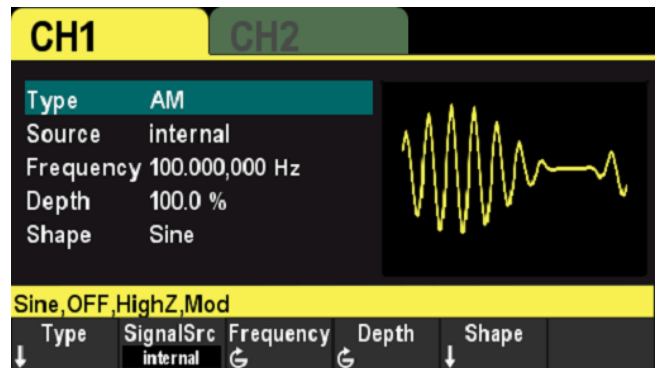 CH1 CH2
Type AM
Source internal
Frequency 100.000,000 Hz
Depth 100.0 %
Shape Sine
Sine,OFF,HighZ,Mod
Type SignalSrc Frequency Depth Shape
internal